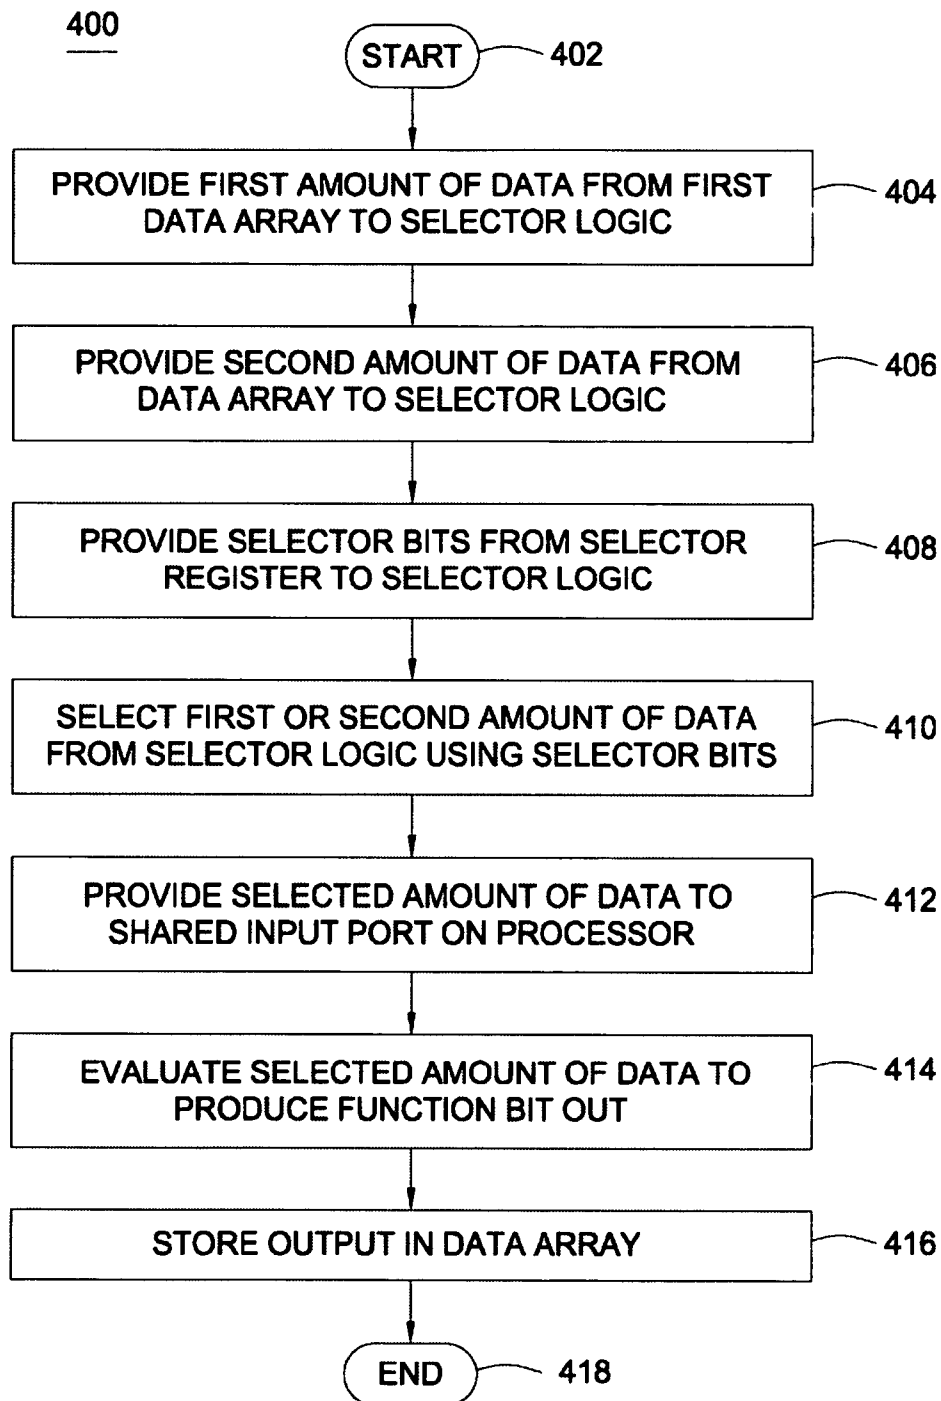 400
START
402
PROVIDE FIRST AMOUNT OF DATA FROM FIRST
DATA ARRAY TO SELECTOR LOGIC
404
PROVIDE SECOND AMOUNT OF DATA FROM
DATA ARRAY TO SELECTOR LOGIC
406
PROVIDE SELECTOR BITS FROM SELECTOR
REGISTER TO SELECTOR LOGIC
408
SELECT FIRST OR SECOND AMOUNT OF DATA
FROM SELECTOR LOGIC USING SELECTOR BITS
410
PROVIDE SELECTED AMOUNT OF DATA TO
SHARED INPUT PORT ON PROCESSOR
412
EVALUATE SELECTED AMOUNT OF DATA TO
PRODUCE FUNCTION BIT OUT
414
STORE OUTPUT IN DATA ARRAY
416
END
418